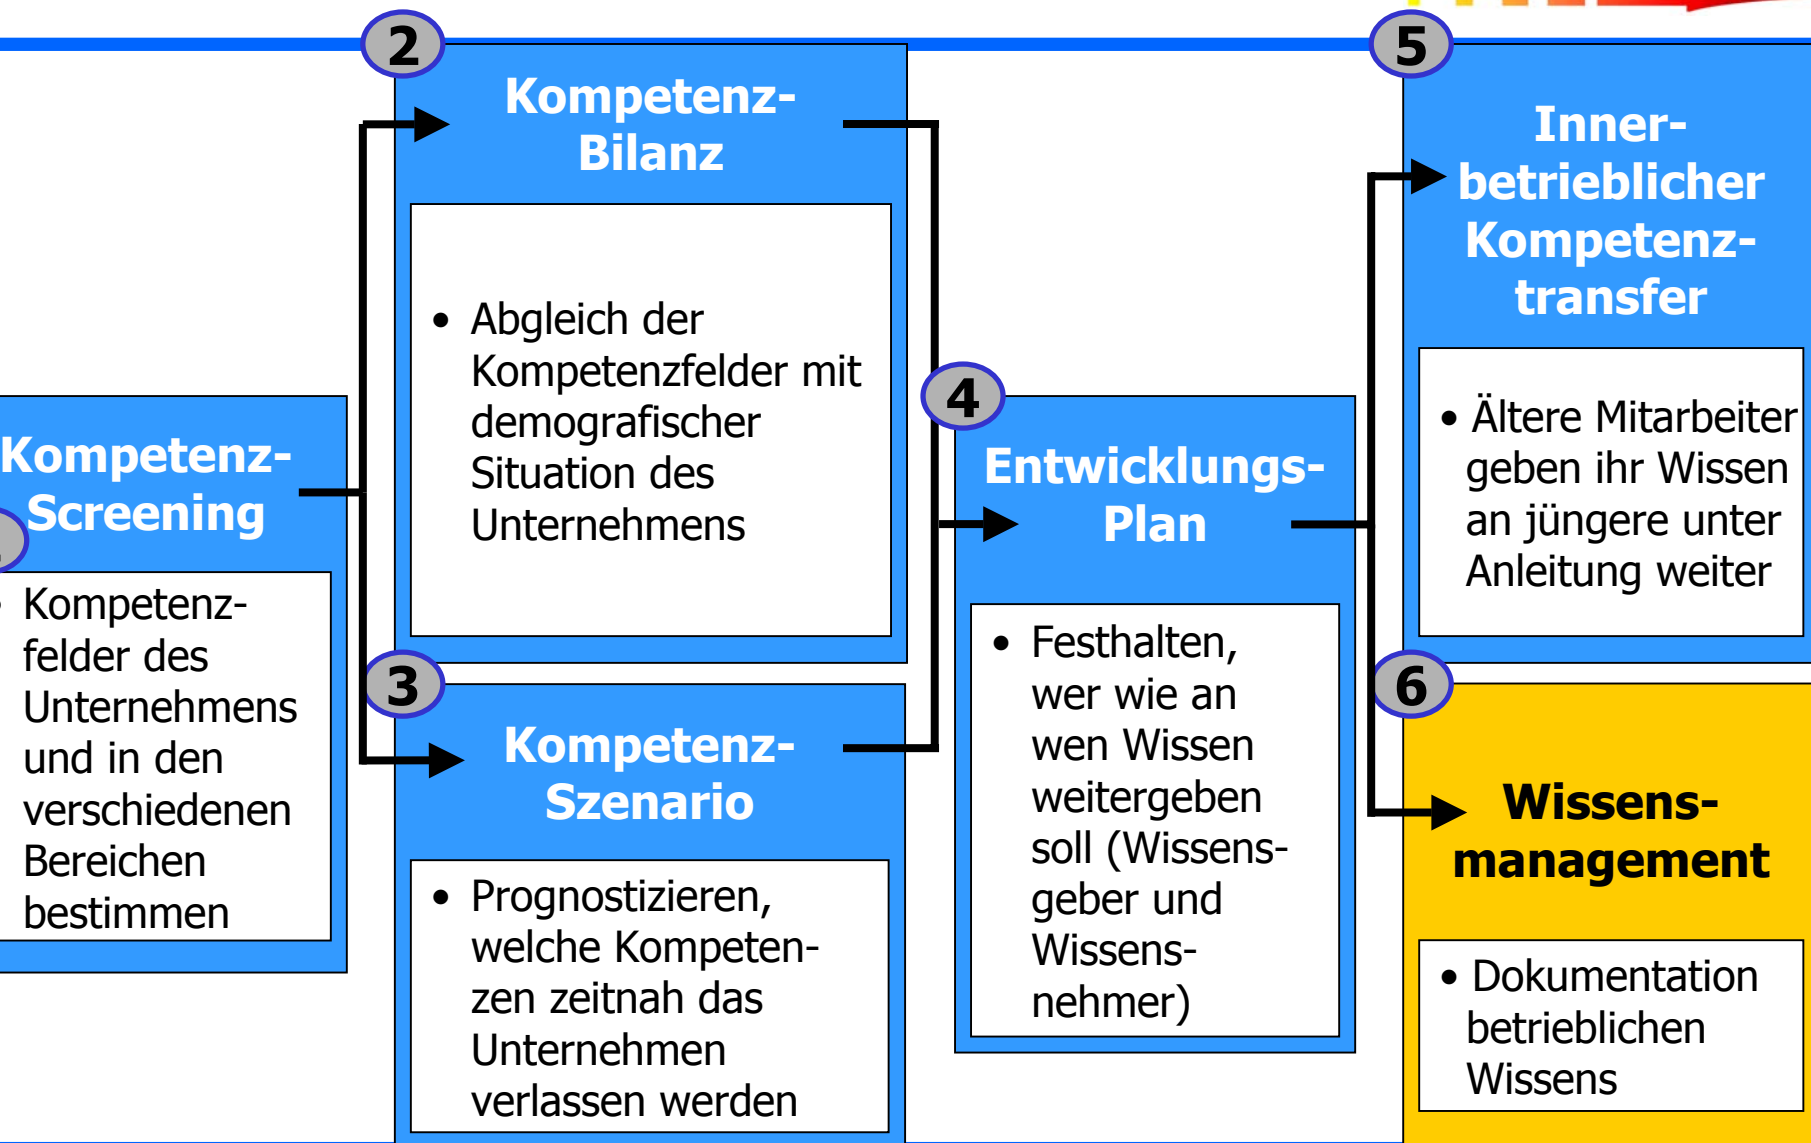 Kompetenz-
Screening
• Kompetenz-
felder des
Unternehmens
und in den
verschiedenen
Bereichen
bestimmen
2
Kompetenz-
Bilanz
• Abgleich der
Kompetenzfelder mit
demografischer
Situation des
Unternehmens
3
Kompetenz-
Szenario
• Prognostizieren,
welche Kompeten-
zen zeitnah das
Unternehmen
verlassen werden
4
Entwicklungs-
Plan
• Festhalten,
wer wie an
wen Wissen
weitergeben
soll (Wissens-
geber und
Wissens-
nehmer)
5
Inner-
betrieblicher
Kompetenz-
transfer
• Ältere Mitarbeiter
geben ihr Wissen
an jüngere unter
Anleitung weiter
6
Wissens-
management
• Dokumentation
betrieblichen
Wissens